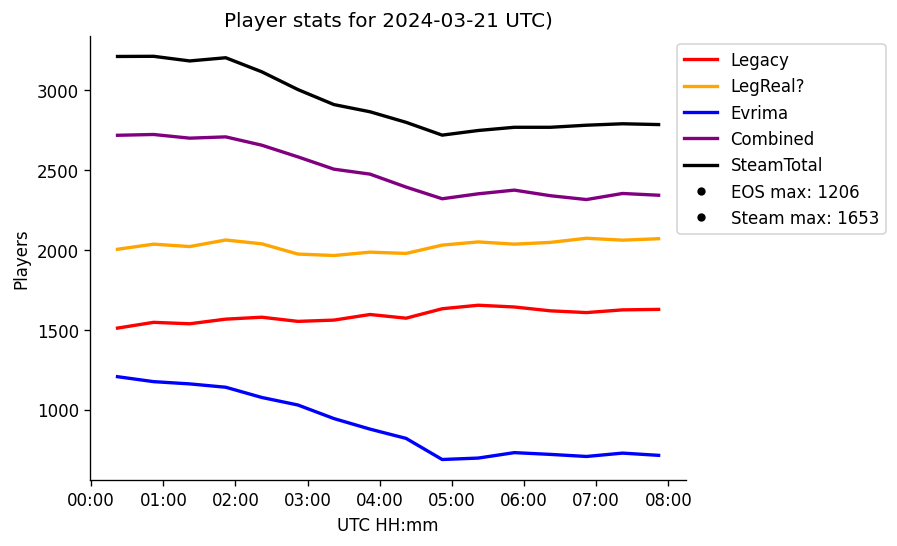 Player stats for 2024-03-21 UTC)
Legacy
LegReal?
Evrima
Combined
SteamTotal
EOS max: 1206
Steam max: 1653
Players
3000
2500
2000
1500
1000
00:00 01:00 02:00 03:00 04:00 05:00 06:00 07:00 08:00
UTC HH:mm